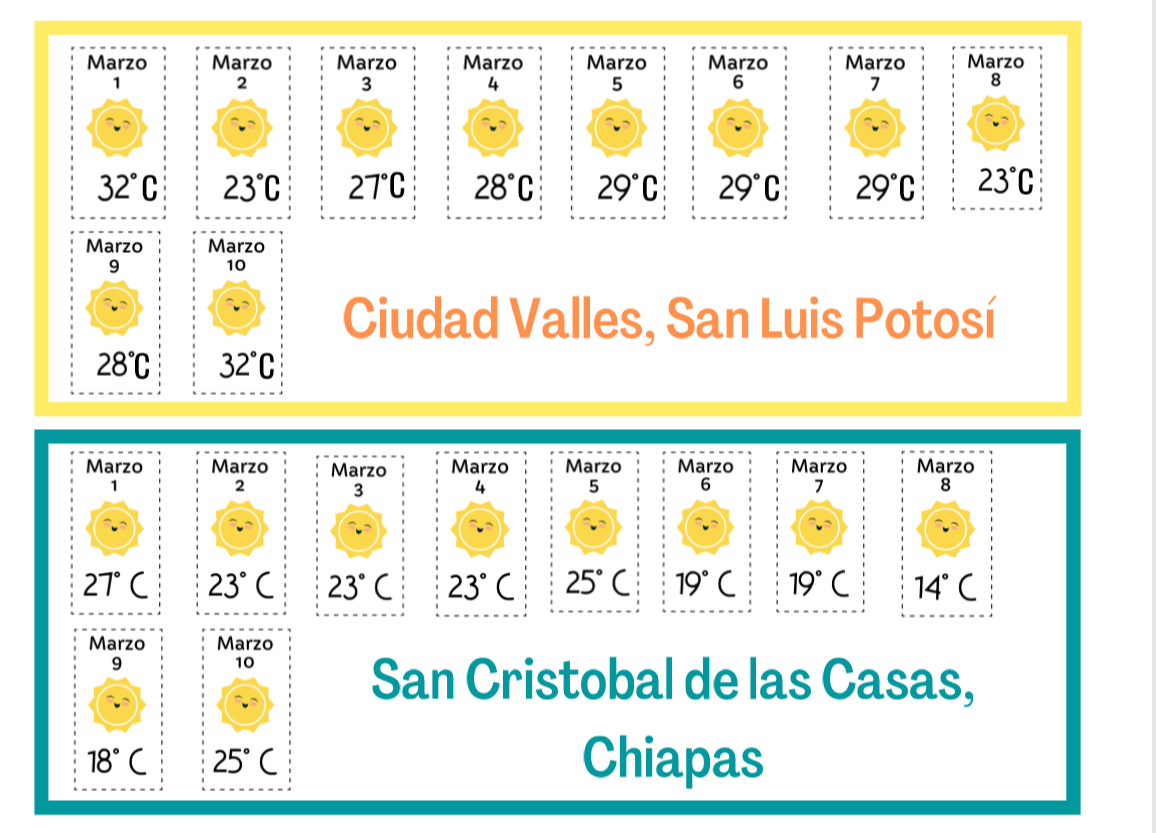 Marzo Marzo Marzo Marzo Marzo Marzo Marzo Marzo
1 2 3 4 5 6 7 8
32°C 23°C 27°C 28°C 29°C 29°C 29°C 23°C
Marzo Marzo
9 10
28°C 32°C
Ciudad Valles, San Luis Potosí
Marzo Marzo Marzo Marzo Marzo Marzo Marzo Marzo
1 2 3 4 5 6 7 8
27° C 23° C 23° C 23° C 25° C 19° C 19° C 14° C
Marzo Marzo
9 10
18° C 25° C
San Cristobal de las Casas,
Chiapas